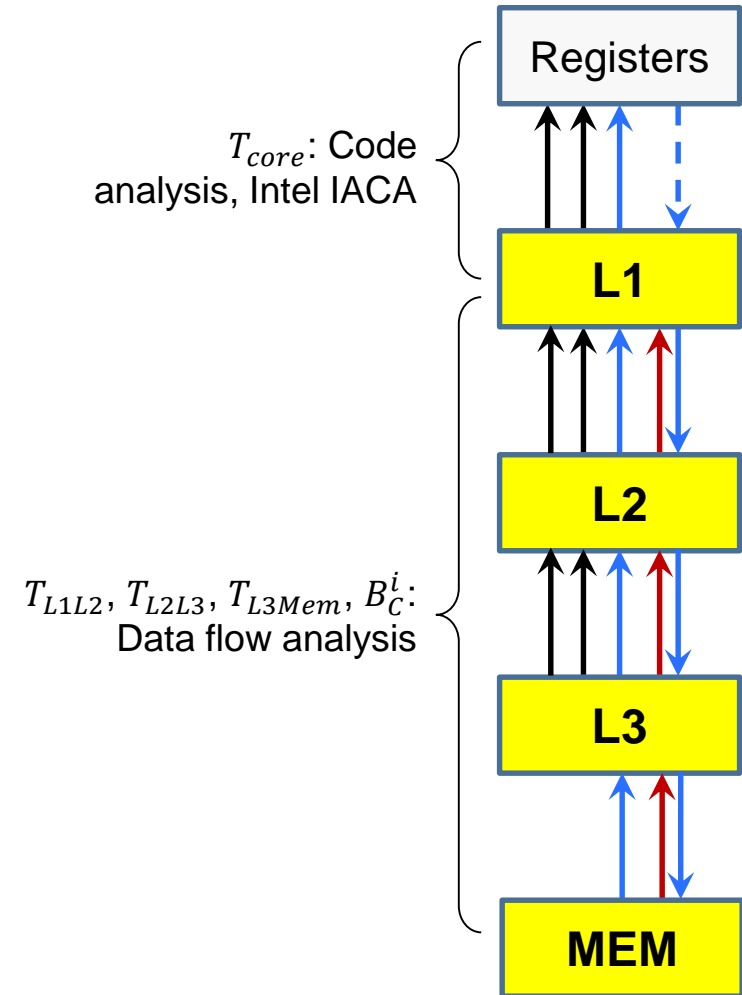 Registers
T_core: Code
analysis, Intel IACA
L1
L2
T_L1L2, T_L2L3, T_L3Mem, B_C^i:
Data flow analysis
L3
MEM